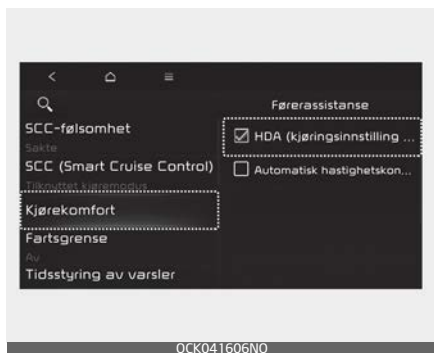 Førerassistanse
SCC-følsomhet
Sakte
SCC (Smart Cruise Control)
Tilknyttet kjøremodus
Kjørekomfort
Fartsgrense
Av
Tidsstyring av varsler
HDA (kjøringsinnstilling ...
Automatisk hastighetskon...
OCK041606NO